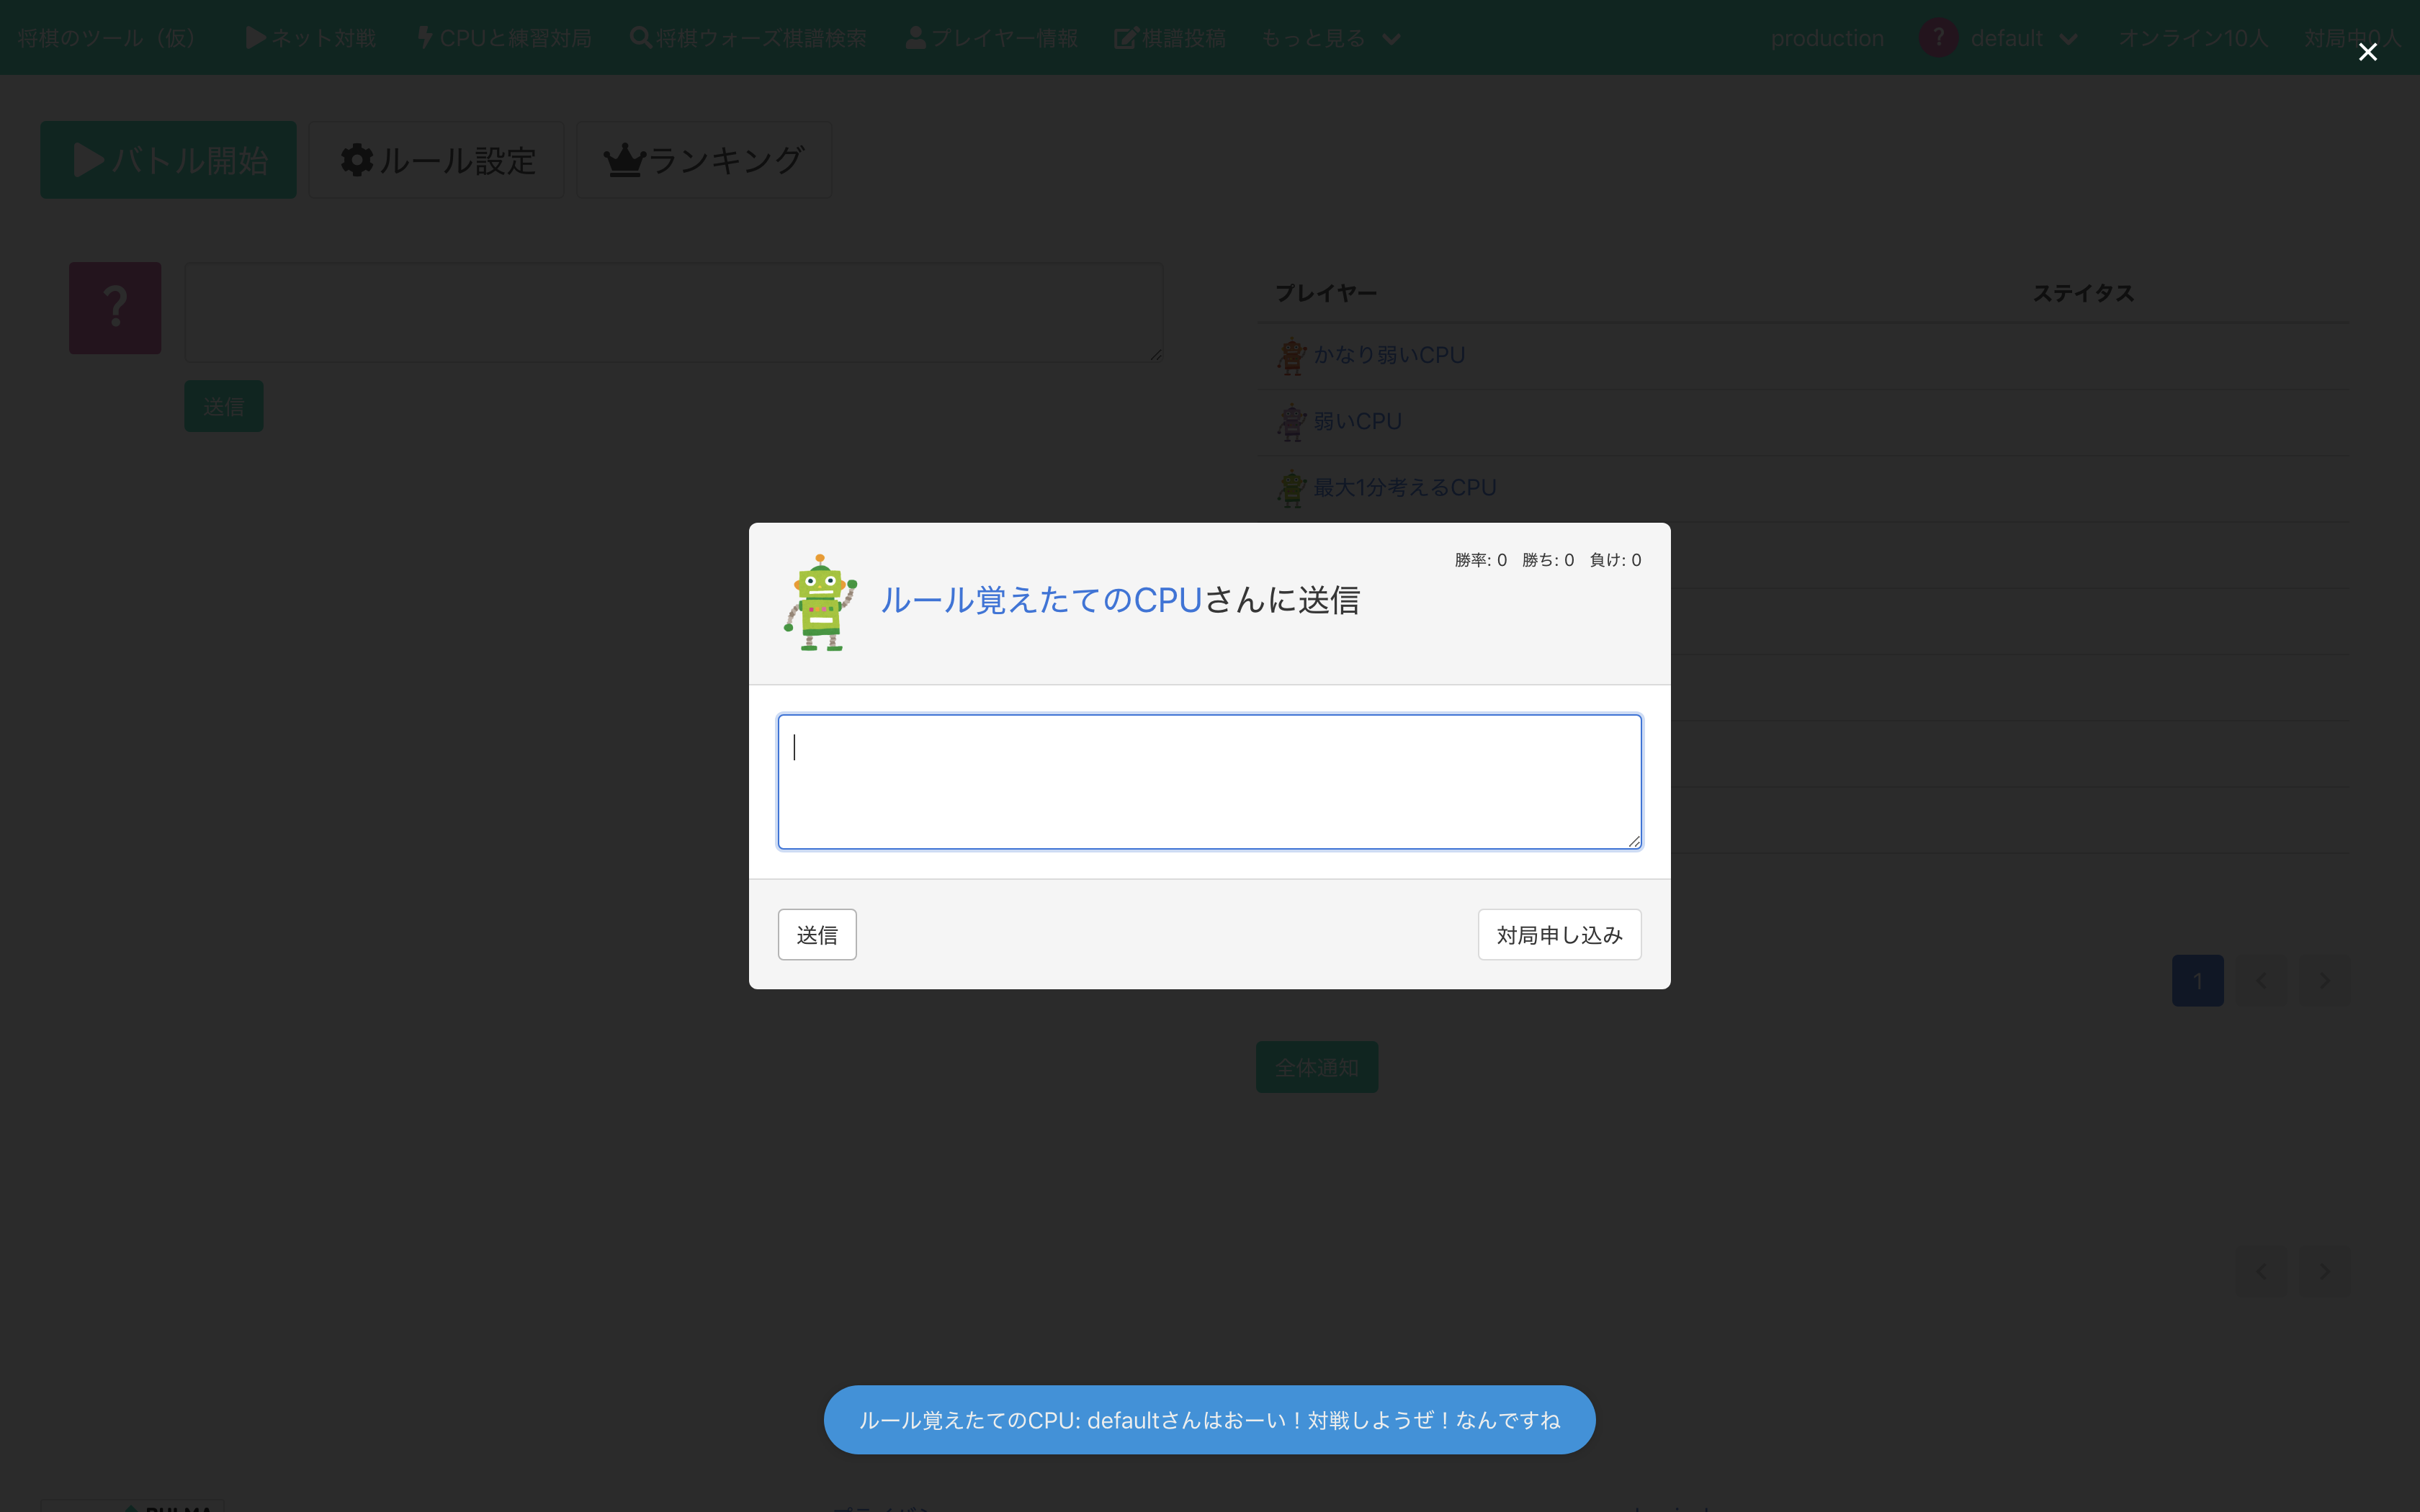 将棋のツール（仮） ネット対戦 CPUと練習対局 将棋ウォーズ棋譜検索 プレイヤー情報 棋譜投稿 もっと見る production ? default オンライン10人 対局中0人
バトル開始 ルール設定 ランキング
?
送信
プレイヤー ステイタス
かなり弱いCPU
弱いCPU
最大1分考えるCPU
勝率: 0 勝ち: 0 負け: 0
ルール覚えたてのCPUさんに送信
送信 対局申し込み
1
全体通知
ルール覚えたてのCPU: defaultさんはおーい！対戦しようぜ！なんですね
BULMA